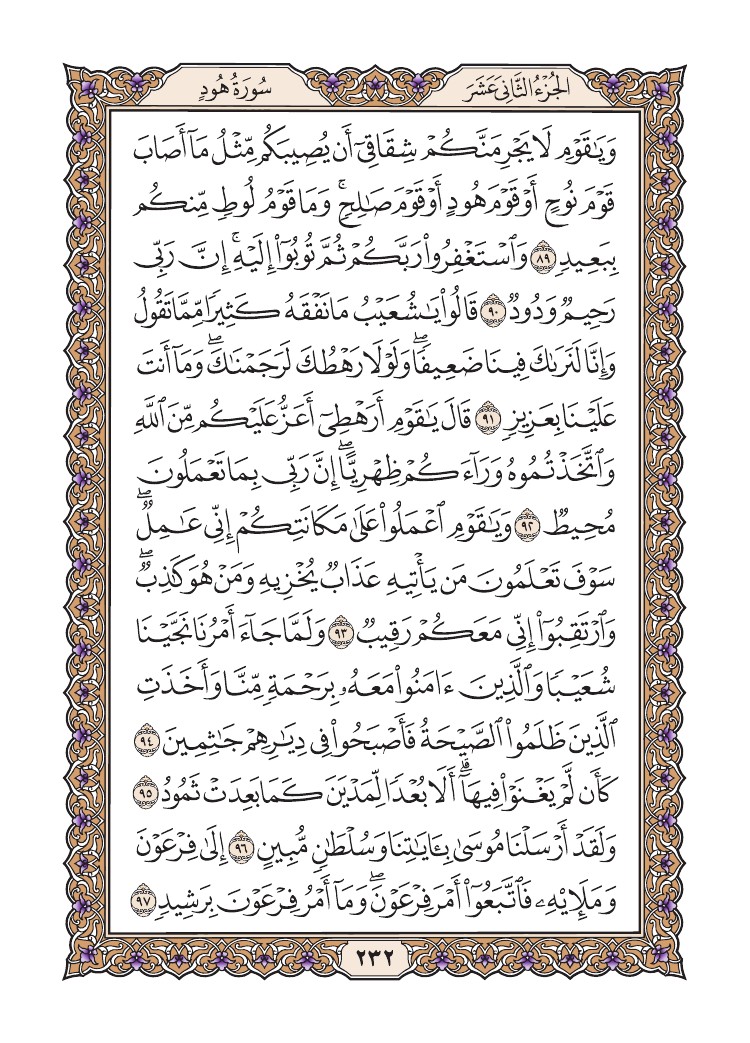 الجُزْءُ الثَّانِي عَشَرَ
سُورَةُ هُودٍ
وَيَٰقَوْمِ لَا يَجْرِمَنَّكُمْ شِقَاقِيٓ أَن يُصِيبَكُم مِّثْلُ مَآ أَصَابَ
قَوْمَ نُوحٍ أَوْ قَوْمَ هُودٍ أَوْ قَوْمَ صَٰلِحٖۚ وَمَا قَوْمُ لُوطٖ مِّنكُم
بِبَعِيدٖ ٨٩ وَٱسْتَغْفِرُوا۟ رَبَّكُمْ ثُمَّ تُوبُوٓا۟ إِلَيْهِۚ إِنَّ رَبِّي
رَحِيمٞ وَدُودٞ ٩٠ قَالُوا۟ يَٰشُعَيْبُ مَا نَفْقَهُ كَثِيرٗا مِّمَّا تَقُولُ
وَإِنَّا لَنَرَىٰكَ فِينَا ضَعِيفٗاۖ وَلَوْلَا رَهْطُكَ لَرَجَمْنَٰكَۖ وَمَآ أَنتَ
عَلَيْنَا بِعَزِيزٖ ٩١ قَالَ يَٰقَوْمِ أَرَهْطِيٓ أَعَزُّ عَلَيْكُم مِّنَ ٱللَّهِ
وَٱتَّخَذْتُمُوهُ وَرَآءَكُمْ ظِهْرِيًّاۖ إِنَّ رَبِّي بِمَا تَعْمَلُونَ
مُحِيطٞ ٩٢ وَيَٰقَوْمِ ٱعْمَلُوا۟ عَلَىٰ مَكَانَتِكُمْ إِنِّي عَٰمِلٞۖ
سَوْفَ تَعْلَمُونَ مَن يَأْتِيهِ عَذَابٞ يُخْزِيهِ وَمَنْ هُوَ كَٰذِبٞۖ
وَٱرْتَقِبُوٓا۟ إِنِّي مَعَكُمْ رَقِيبٞ ٩٣ وَلَمَّا جَآءَ أَمْرُنَا نَجَّيْنَا
شُعَيْبٗا وَٱلَّذِينَ ءَامَنُوا۟ مَعَهُۥ بِرَحْمَةٖ مِّنَّا وَأَخَذَتِ
ٱلَّذِينَ ظَلَمُوا۟ ٱلصَّيْحَةُ فَأَصْبَحُوا۟ فِي دِيَٰرِهِمْ جَٰثِمِينَ ٩٤
كَأَن لَّمْ يَغْنَوْا۟ فِيهَآۗ أَلَا بُعْدٗا لِّمَدْيَنَ كَمَا بَعِدَتْ ثَمُودُ ٩٥
وَلَقَدْ أَرْسَلْنَا مُوسَىٰ بِـَٔايَٰتِنَا وَسُلْطَٰنٖ مُّبِينٍ ٩٦ إِلَىٰ فِرْعَوْنَ
وَمَلَإِي۟هِۦ فَٱتَّبَعُوٓا۟ أَمْرَ فِرْعَوْنَۖ وَمَآ أَمْرُ فِرْعَوْنَ بِرَشِيدٖ ٩٧
٢٣٢